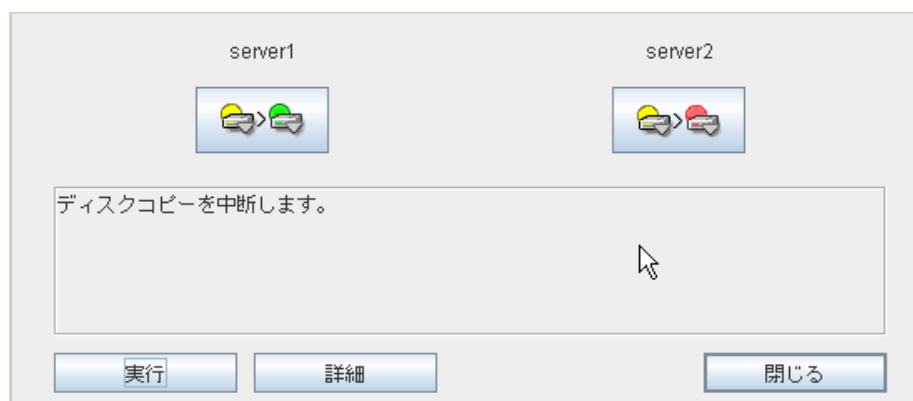 server1
server2
ディスクコピーを中断します。
実行
詳細
閉じる